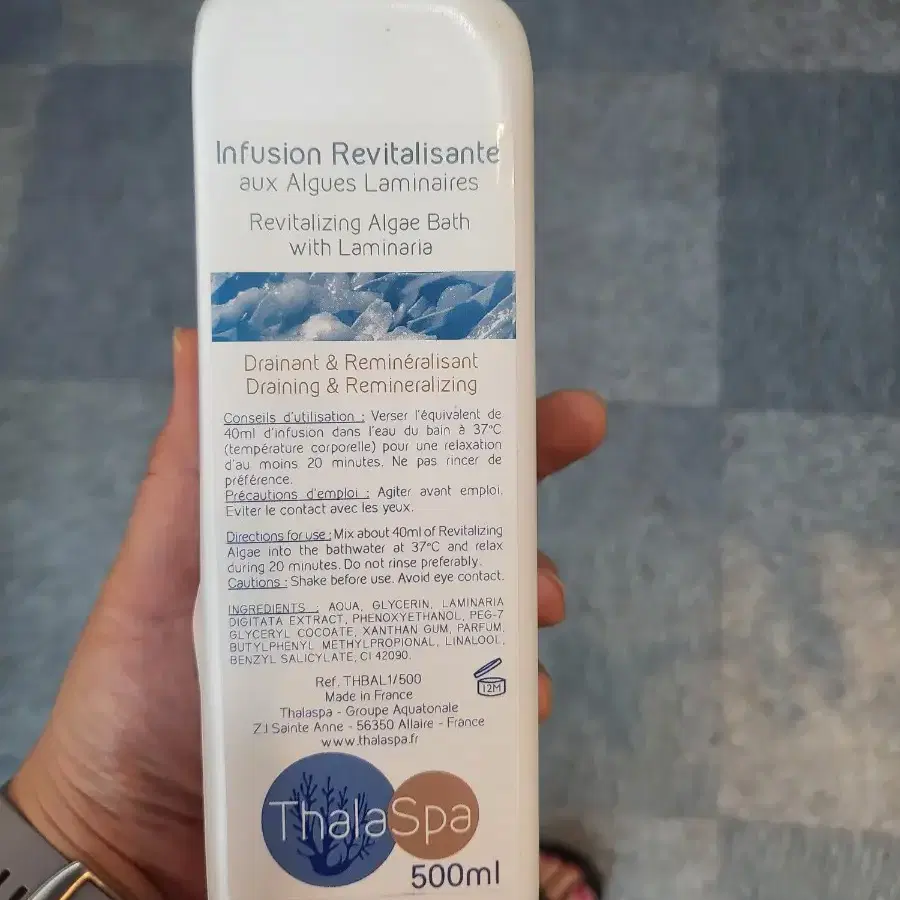 Infusion Revitalisante
aux Algues Laminaires
Revitalizing Algae Bath
with Laminaria
Drainant & Reminéralisant
Draining & Remineralizing
Conseils d'utilisation : Verser l'équivalent de
40ml d'infusion dans l'eau du bain à 37°C
(température corporelle) pour une relaxation
d'au moins 20 minutes. Ne pas rincer de
préférence.
Précautions d'emploi : Agiter avant emploi.
Eviter le contact avec les yeux.
Directions for use : Mix about 40ml of Revitalizing
Algae into the bathwater at 37°C and relax
during 20 minutes. Do not rinse preferably.
Cautions : Shake before use. Avoid eye contact.
INGREDIENTS : AQUA, GLYCERIN, LAMINARIA
DIGITATA EXTRACT, PHENOXYETHANOL, PEG-7
GLYCERYL COCOATE, XANTHAN GUM, PARFUM,
BUTYLPHENYL METHYLPROPIONAL, LINALOOL,
BENZYL SALICYLATE, CI 42090.
12M
Ref. THBAL1/500
Made in France
Thalaspa - Groupe Aquatonale
Z.I Sainte Anne - 56350 Allaire - France
www.thalaspa.fr
ThalaSpa
500ml